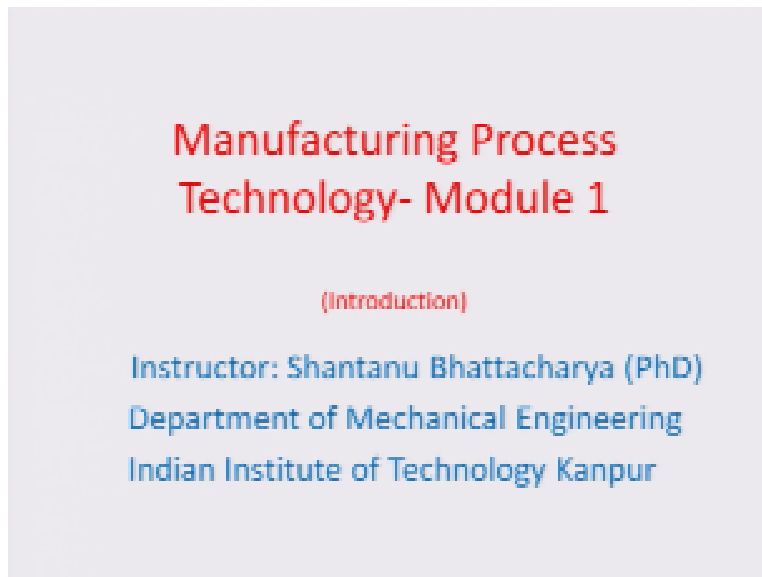 Manufacturing Process
Technology- Module 1
(Introduction)
Instructor: Shantanu Bhattacharya (PhD)
Department of Mechanical Engineering
Indian Institute of Technology Kanpur